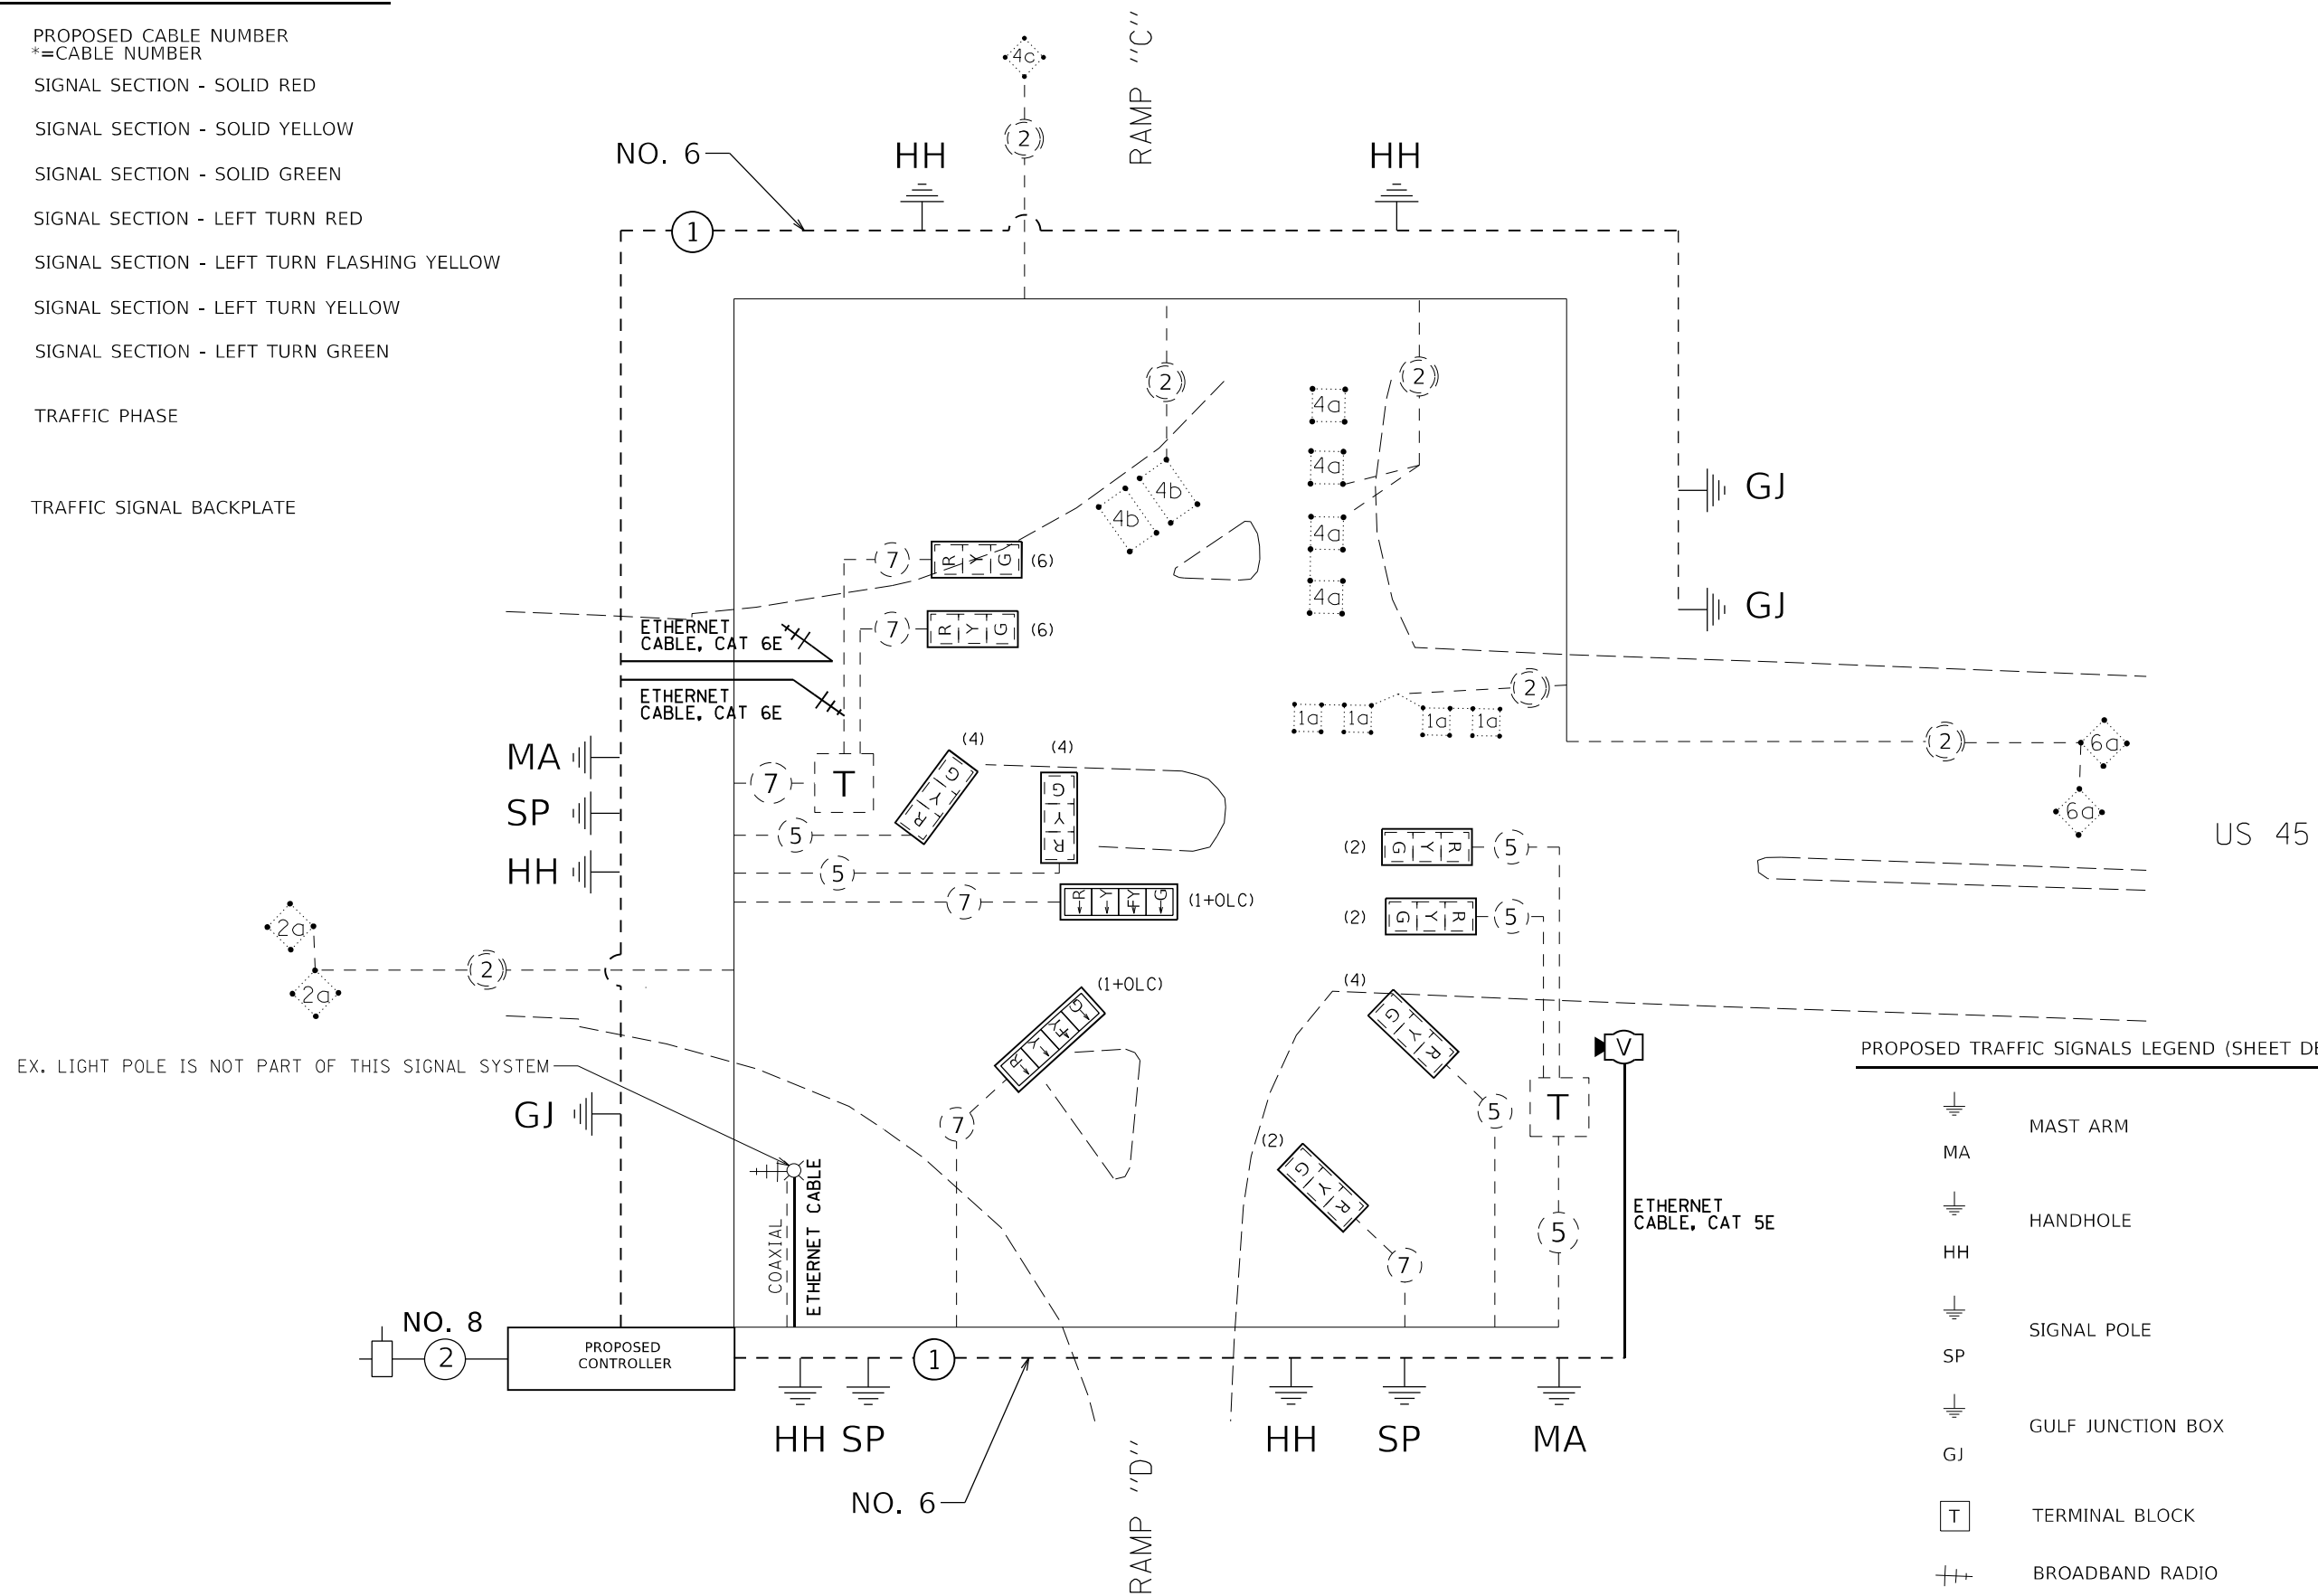 PROPOSED CABLE NUMBER
*=CABLE NUMBER
SIGNAL SECTION - SOLID RED
SIGNAL SECTION - SOLID YELLOW
SIGNAL SECTION - SOLID GREEN
SIGNAL SECTION - LEFT TURN RED
SIGNAL SECTION - LEFT TURN FLASHING YELLOW
SIGNAL SECTION - LEFT TURN YELLOW
SIGNAL SECTION - LEFT TURN GREEN
TRAFFIC PHASE
TRAFFIC SIGNAL BACKPLATE
4c
RAMP "C"
2
NO. 6
HH
HH
1
2
2
4a
4a
4b
4b
4a
4a
GJ
GJ
7
R Y G
(6)
7
R Y G
(6)
ETHERNET
CABLE, CAT 6E
ETHERNET
CABLE, CAT 6E
2
1a
1a
1a
1a
2
6a
6a
US 45
MA
SP
HH
7
T
(4)
G Y R
(4)
G Y R
5
5
7
R Y FY G
(1+OLC)
(2)
G Y R
5
(2)
G Y R
5
2a
2a
2
(1+OLC)
R Y FY G
7
(4)
G Y R
5
T
V
EX. LIGHT POLE IS NOT PART OF THIS SIGNAL SYSTEM
GJ
COAXIAL
ETHERNET CABLE
(2)
G Y R
7
5
ETHERNET
CABLE, CAT 5E
NO. 8
2
PROPOSED
CONTROLLER
1
HH
SP
HH
SP
MA
NO. 6
RAMP "D"
PROPOSED TRAFFIC SIGNALS LEGEND (SHEET DE
MAST ARM
MA
HANDHOLE
HH
SIGNAL POLE
SP
GULF JUNCTION BOX
GJ
T
TERMINAL BLOCK
BROADBAND RADIO